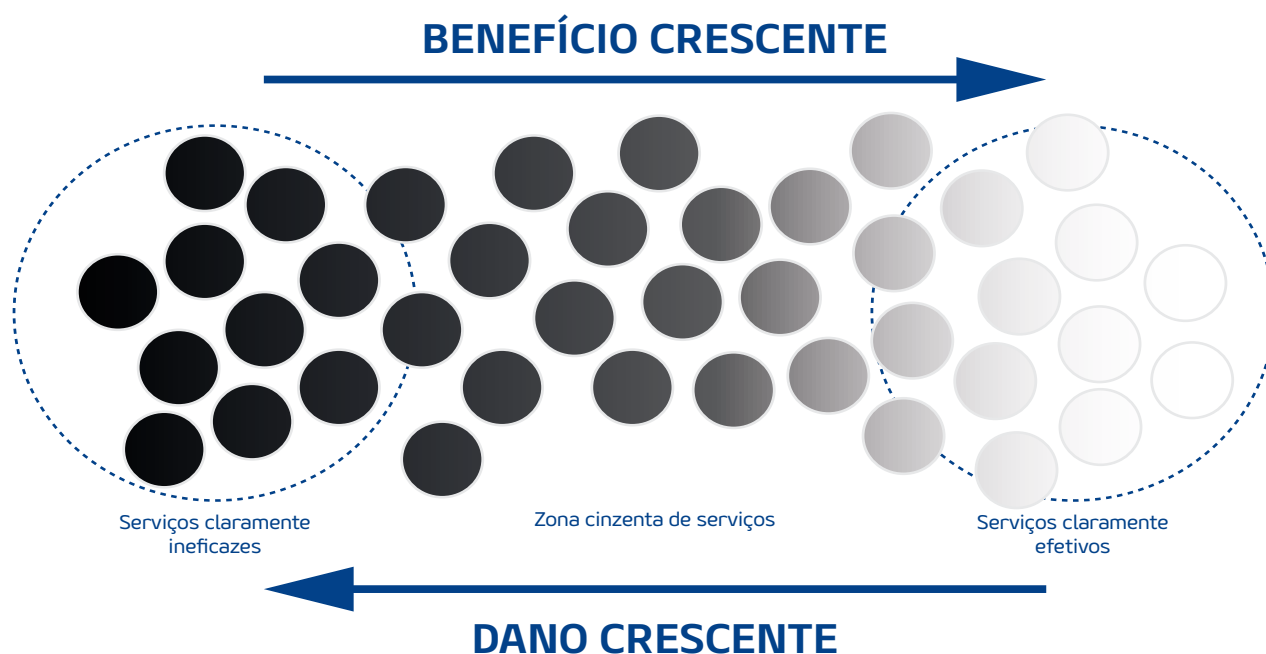 BENEFÍCIO CRESCENTE
Serviços claramente
ineficazes
Zona cinzenta de serviços
Serviços claramente
efetivos
DANO CRESCENTE